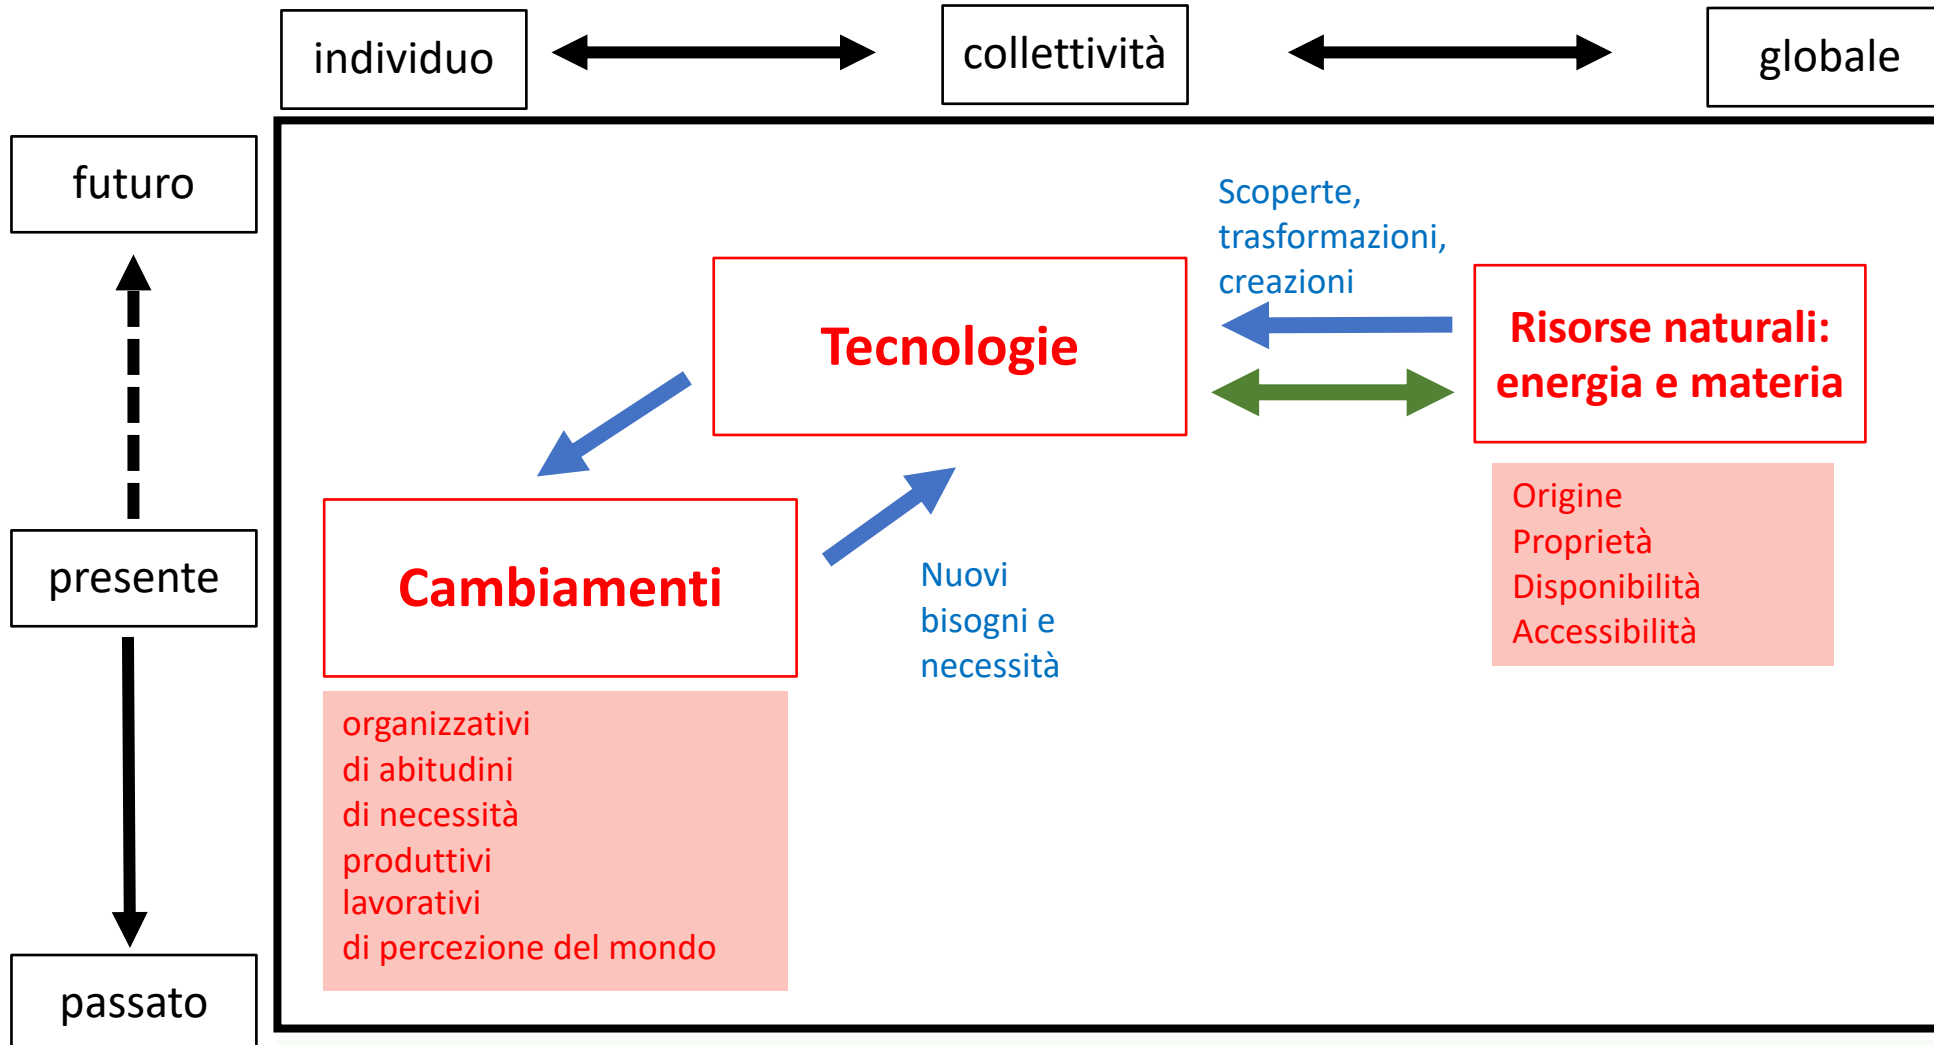 individuo
collettività
globale
futuro
presente
passato
Scoperte,
trasformazioni,
creazioni
Tecnologie
Risorse naturali:
energia e materia
Origine
Proprietà
Disponibilità
Accessibilità
Cambiamenti
Nuovi
bisogni e
necessità
organizzativi
di abitudini
di necessità
produttivi
lavorativi
di percezione del mondo